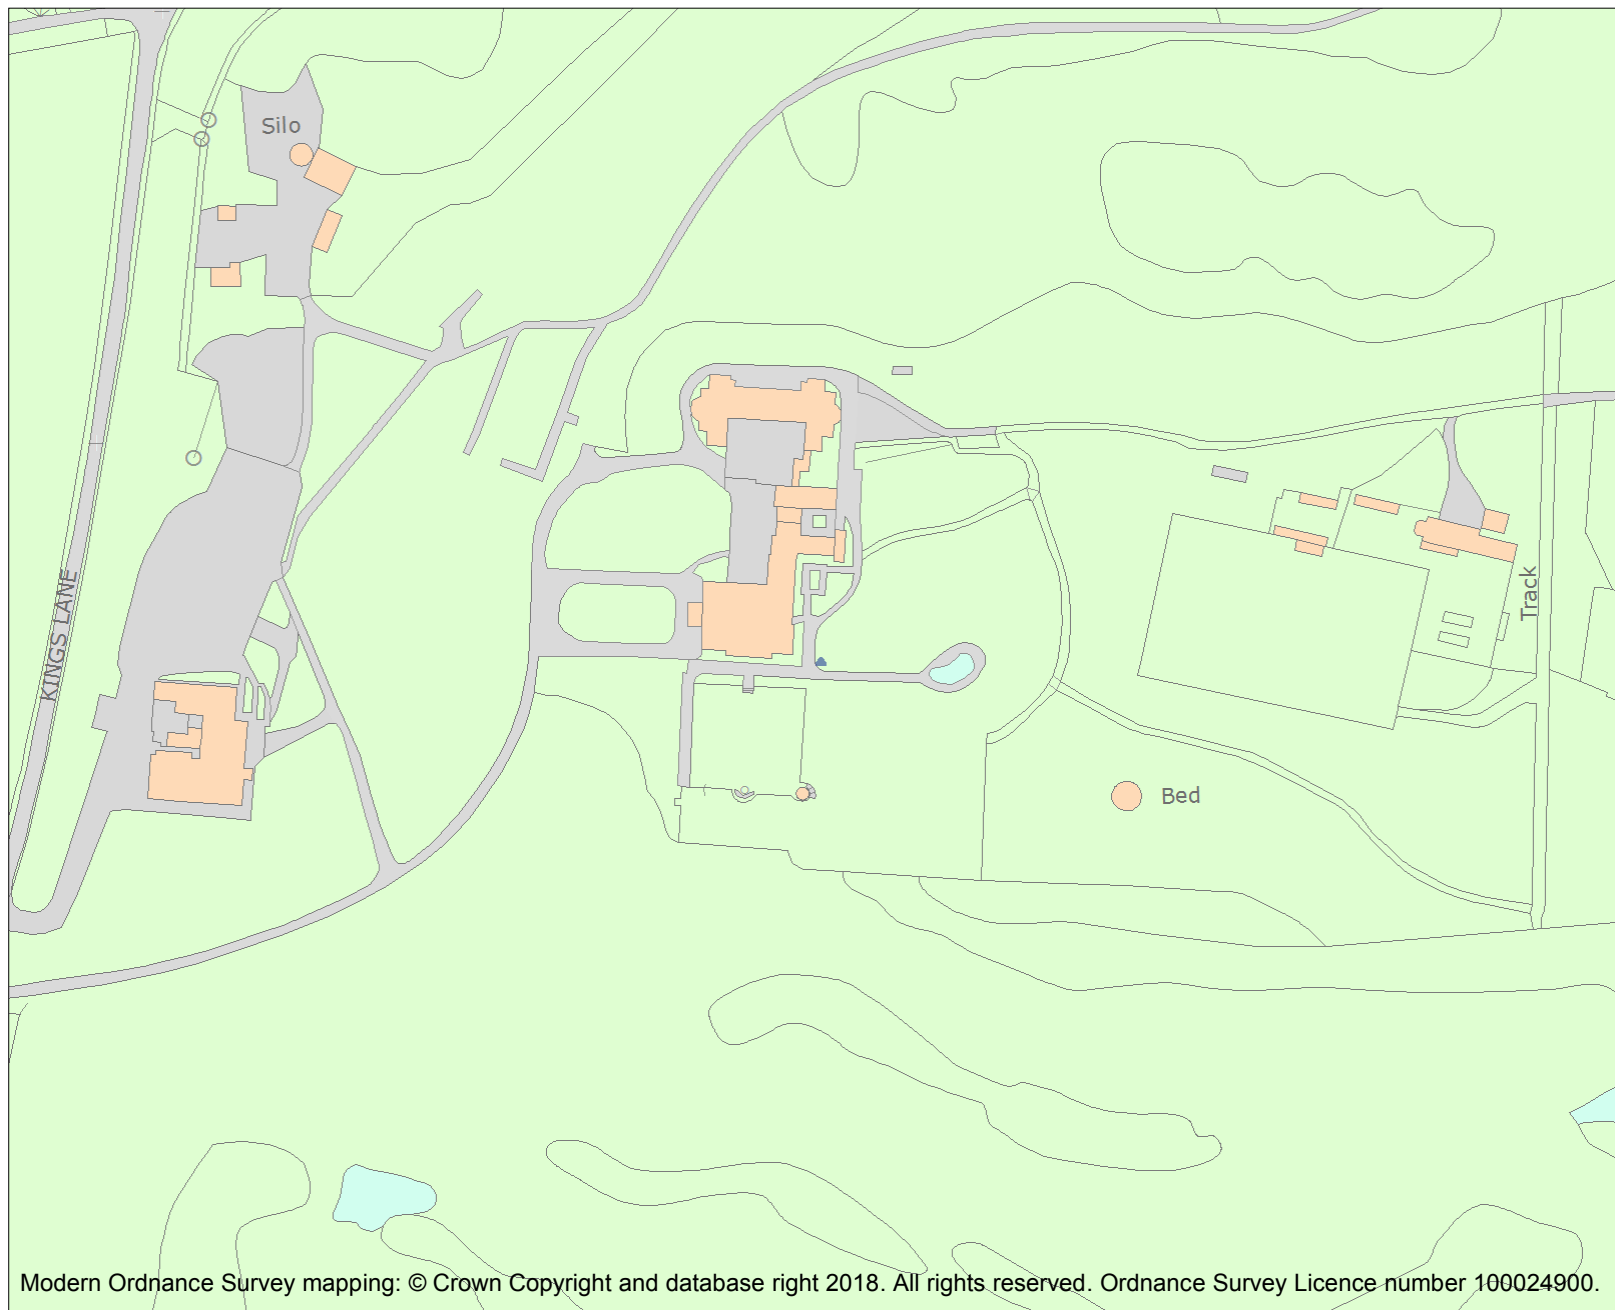 Silo
KINGS LANE
Track
Bed
Modern Ordnance Survey mapping: © Crown Copyright and database right 2018. All rights reserved. Ordnance Survey Licence number 100024900.